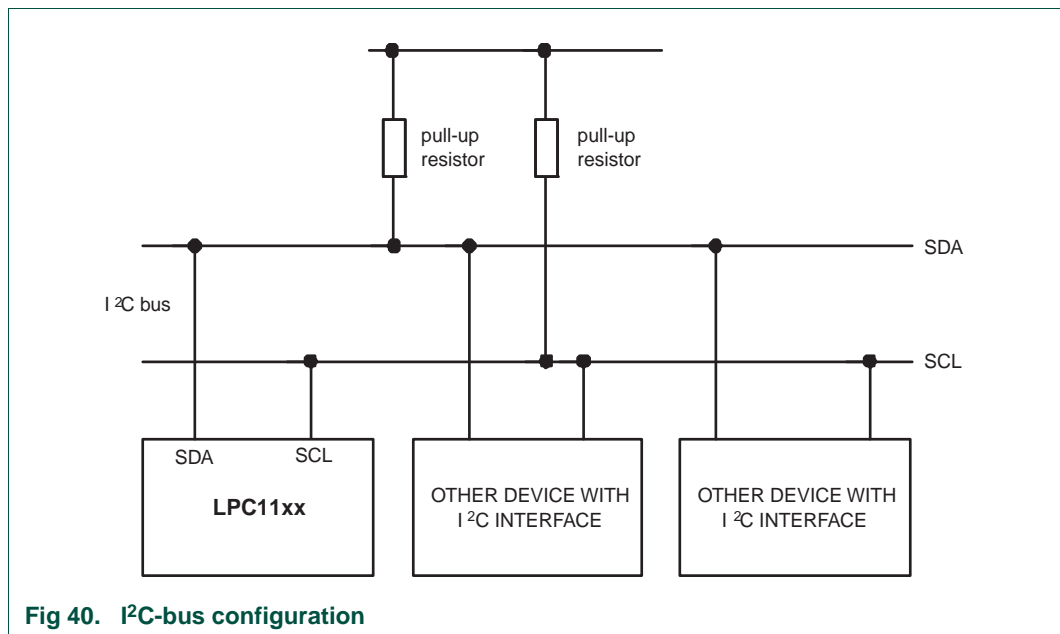 pull-up
resistor
pull-up
resistor
SDA
I ²C bus
SCL
SDA SCL
LPC11xx
OTHER DEVICE WITH
I ²C INTERFACE
OTHER DEVICE WITH
I ²C INTERFACE
Fig 40. I²C-bus configuration